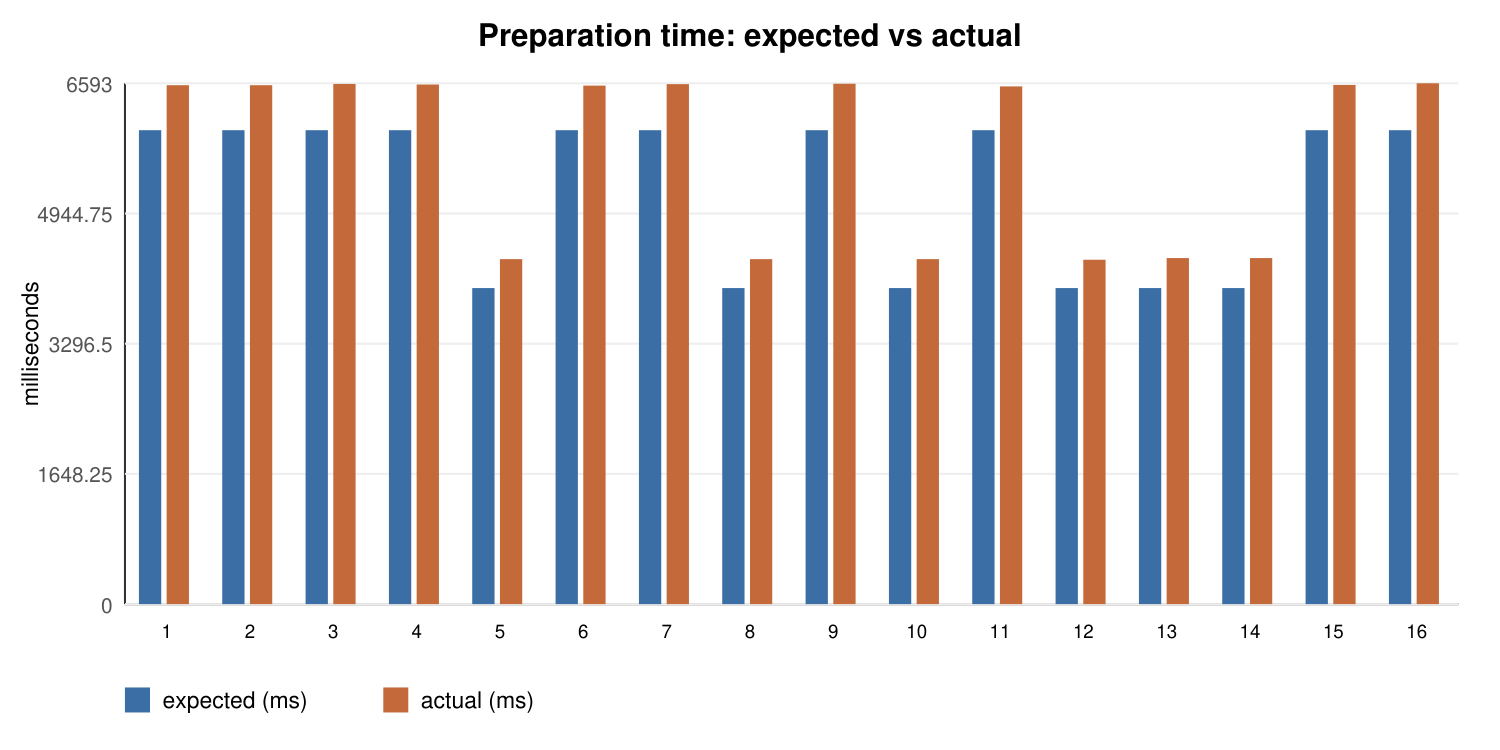 Preparation time: expected vs actual
6593
4944.75
3296.5
1648.25
0
milliseconds
1 2 3 4 5 6 7 8 9 10 11 12 13 14 15 16
expected (ms) actual (ms)